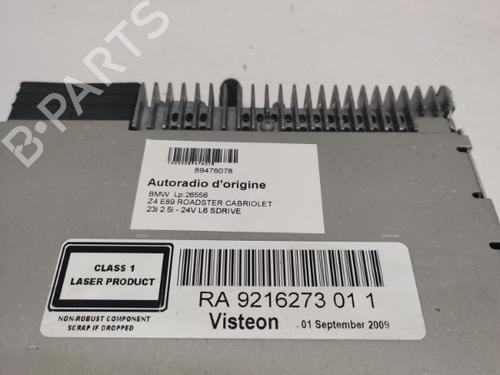 B-PARTS
89476078
Autoradio d'origine
BMW Lp.26556
Z4 E89 ROADSTER CABRIOLET
23i 2.5i - 24V L6 SDRIVE
CLASS 1
LASER PRODUCT
NON-ROBUST COMPONENT
SCRAP IF DROPPED
RA 9216273 01 1
Visteon
01 September 2009